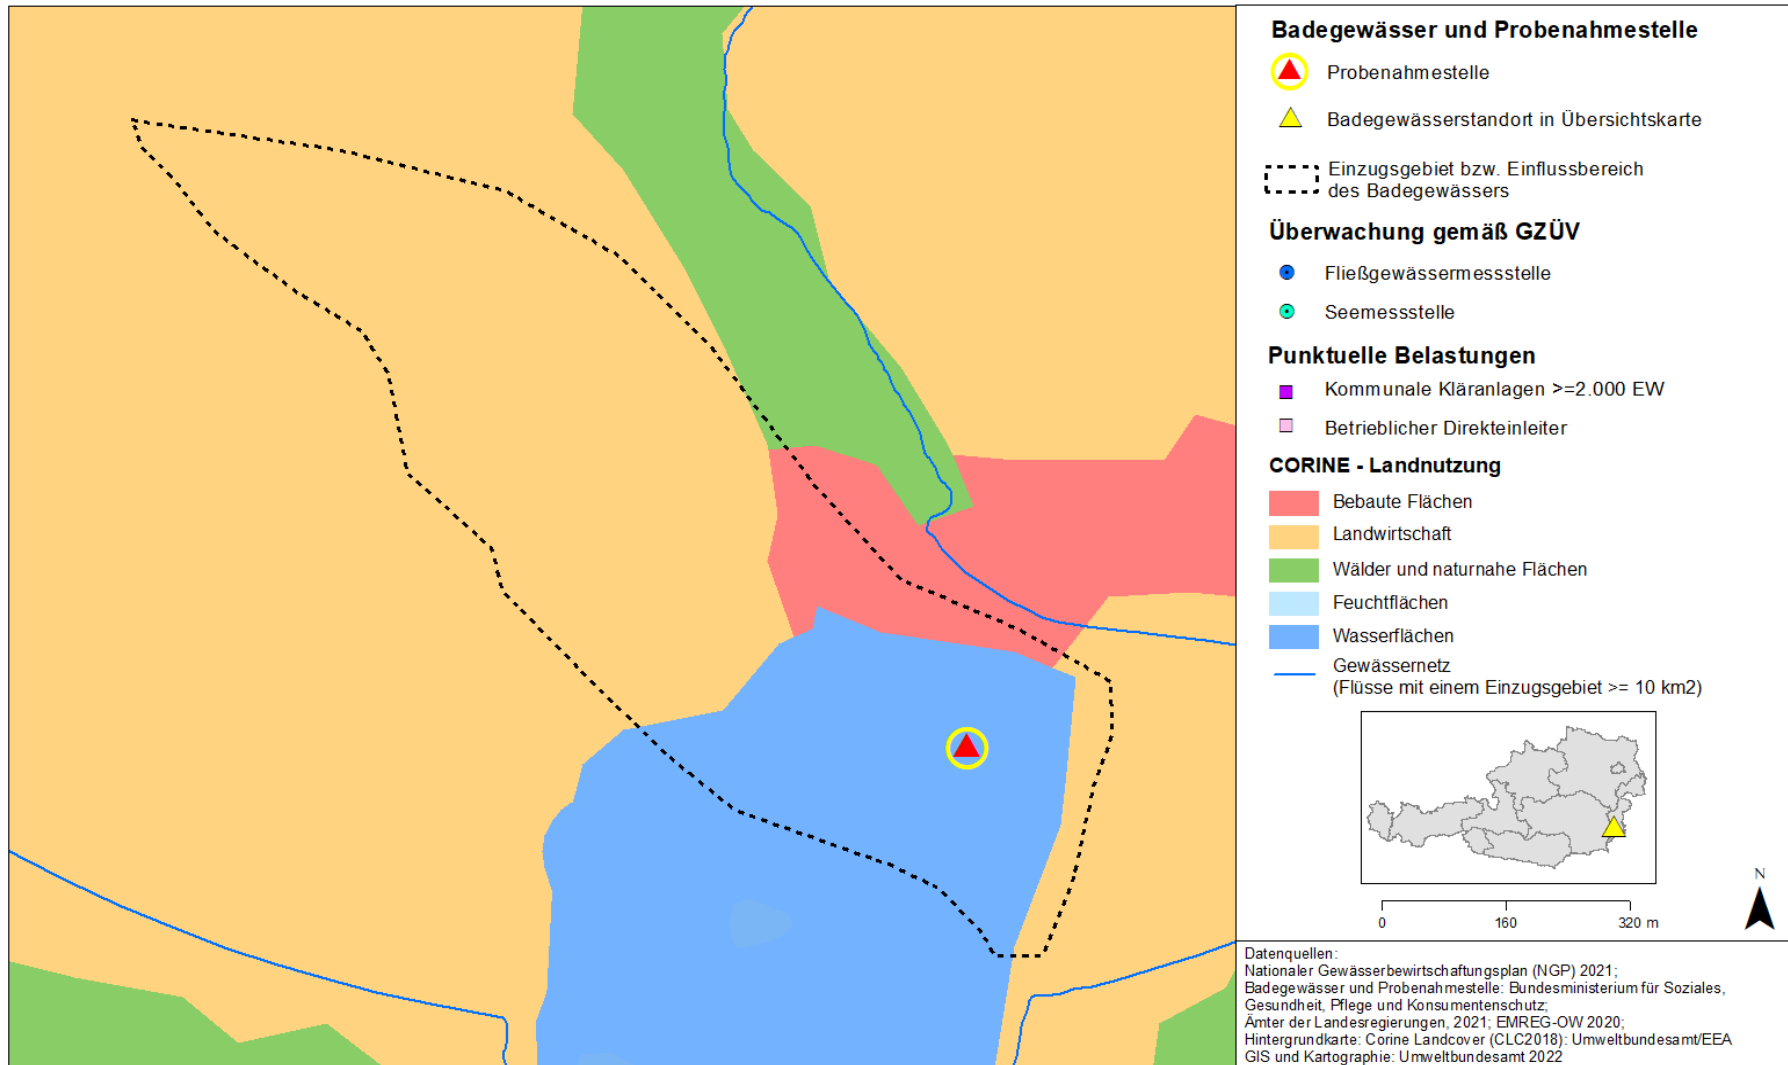 Badegewässer und Probenahmestelle
Probenahmestelle
Badegewässerstandort in Übersichtskarte
Einzugsgebiet bzw. Einflussbereich
des Badegewässers
Überwachung gemäß GZÜV
Fließgewässermessstelle
Seemessstelle
Punktuelle Belastungen
Kommunale Kläranlagen >=2.000 EW
Betrieblicher Direkteinleiter
CORINE - Landnutzung
Bebaute Flächen
Landwirtschaft
Wälder und naturnahe Flächen
Feuchtflächen
Wasserflächen
Gewässernetz
(Flüsse mit einem Einzugsgebiet >= 10 km2)
N
0 160 320 m
Datenquellen:
Nationaler Gewässerbewirtschaftungsplan (NGP) 2021;
Badegewässer und Probenahmestelle: Bundesministerium für Soziales,
Gesundheit, Pflege und Konsumentenschutz;
Ämter der Landesregierungen, 2021; EMREG-OW 2020;
Hintergrundkarte: Corine Landcover (CLC2018): Umweltbundesamt/EEA
GIS und Kartographie: Umweltbundesamt 2022